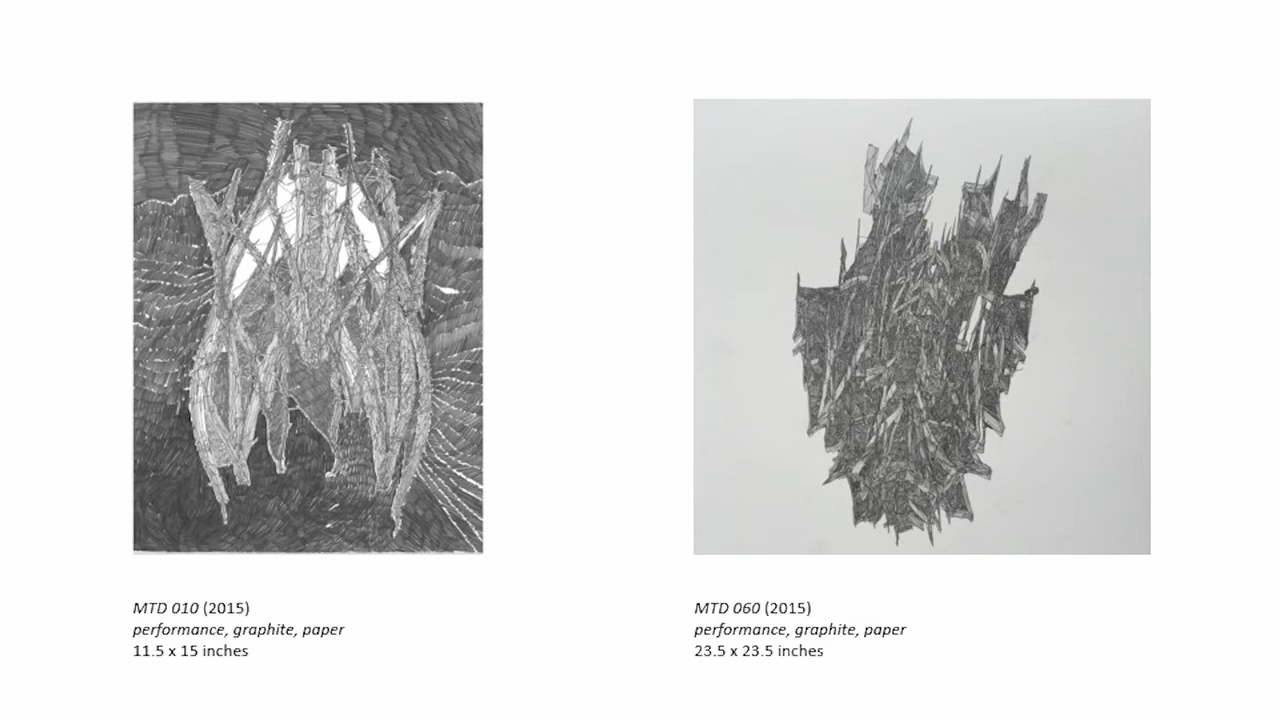 MTD 010 (2015)
performance, graphite, paper
11.5 x 15 inches
MTD 060 (2015)
performance, graphite, paper
23.5 x 23.5 inches